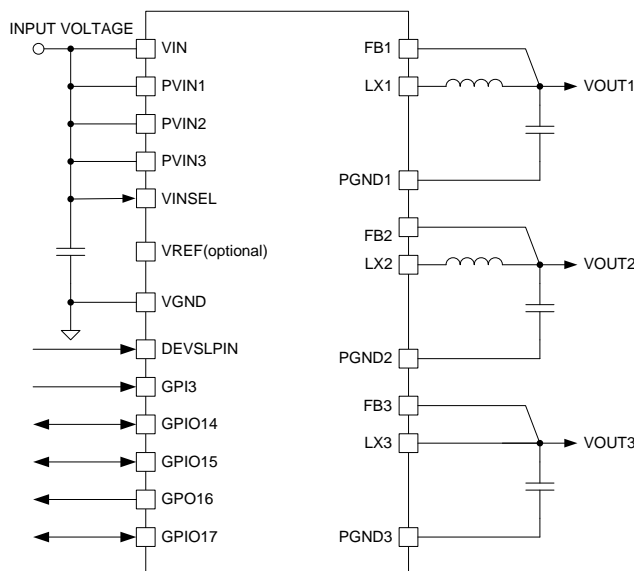 INPUT VOLTAGE
VIN
PVIN1
PVIN2
PVIN3
VINSEL
VREF(optional)
VGND
DEVSLPIN
GPI3
GPIO14
GPIO15
GPO16
GPIO17
FB1
LX1
VOUT1
PGND1
FB2
LX2
VOUT2
PGND2
FB3
LX3
VOUT3
PGND3